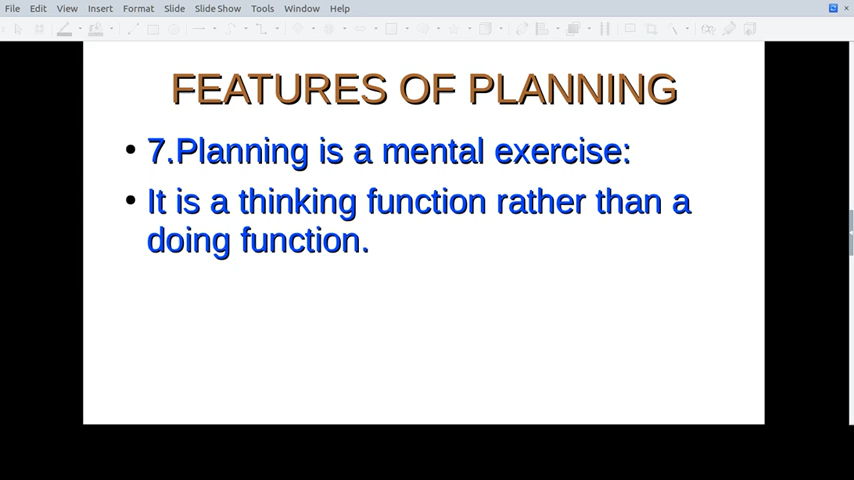 File Edit View Insert Format Slide Slide Show Tools Window Help
FEATURES OF PLANNING
• 7.Planning is a mental exercise:
• It is a thinking function rather than a
doing function.